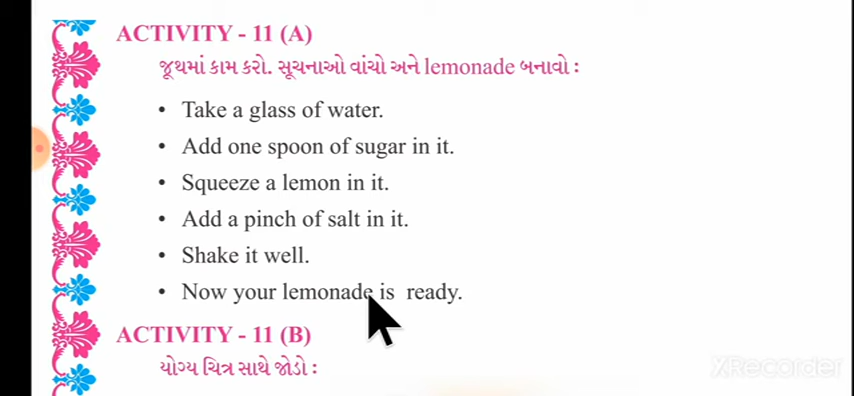 ACTIVITY - 11 (A)
જૂથમાં કામ કરો. સૂચનાઓ વાંચો અને lemonade બનાવો :
• Take a glass of water.
• Add one spoon of sugar in it.
• Squeeze a lemon in it.
• Add a pinch of salt in it.
• Shake it well.
• Now your lemonade is ready.
ACTIVITY - 11 (B)
યોગ્ય ચિત્ર સાથે જોડો :
XRecorder